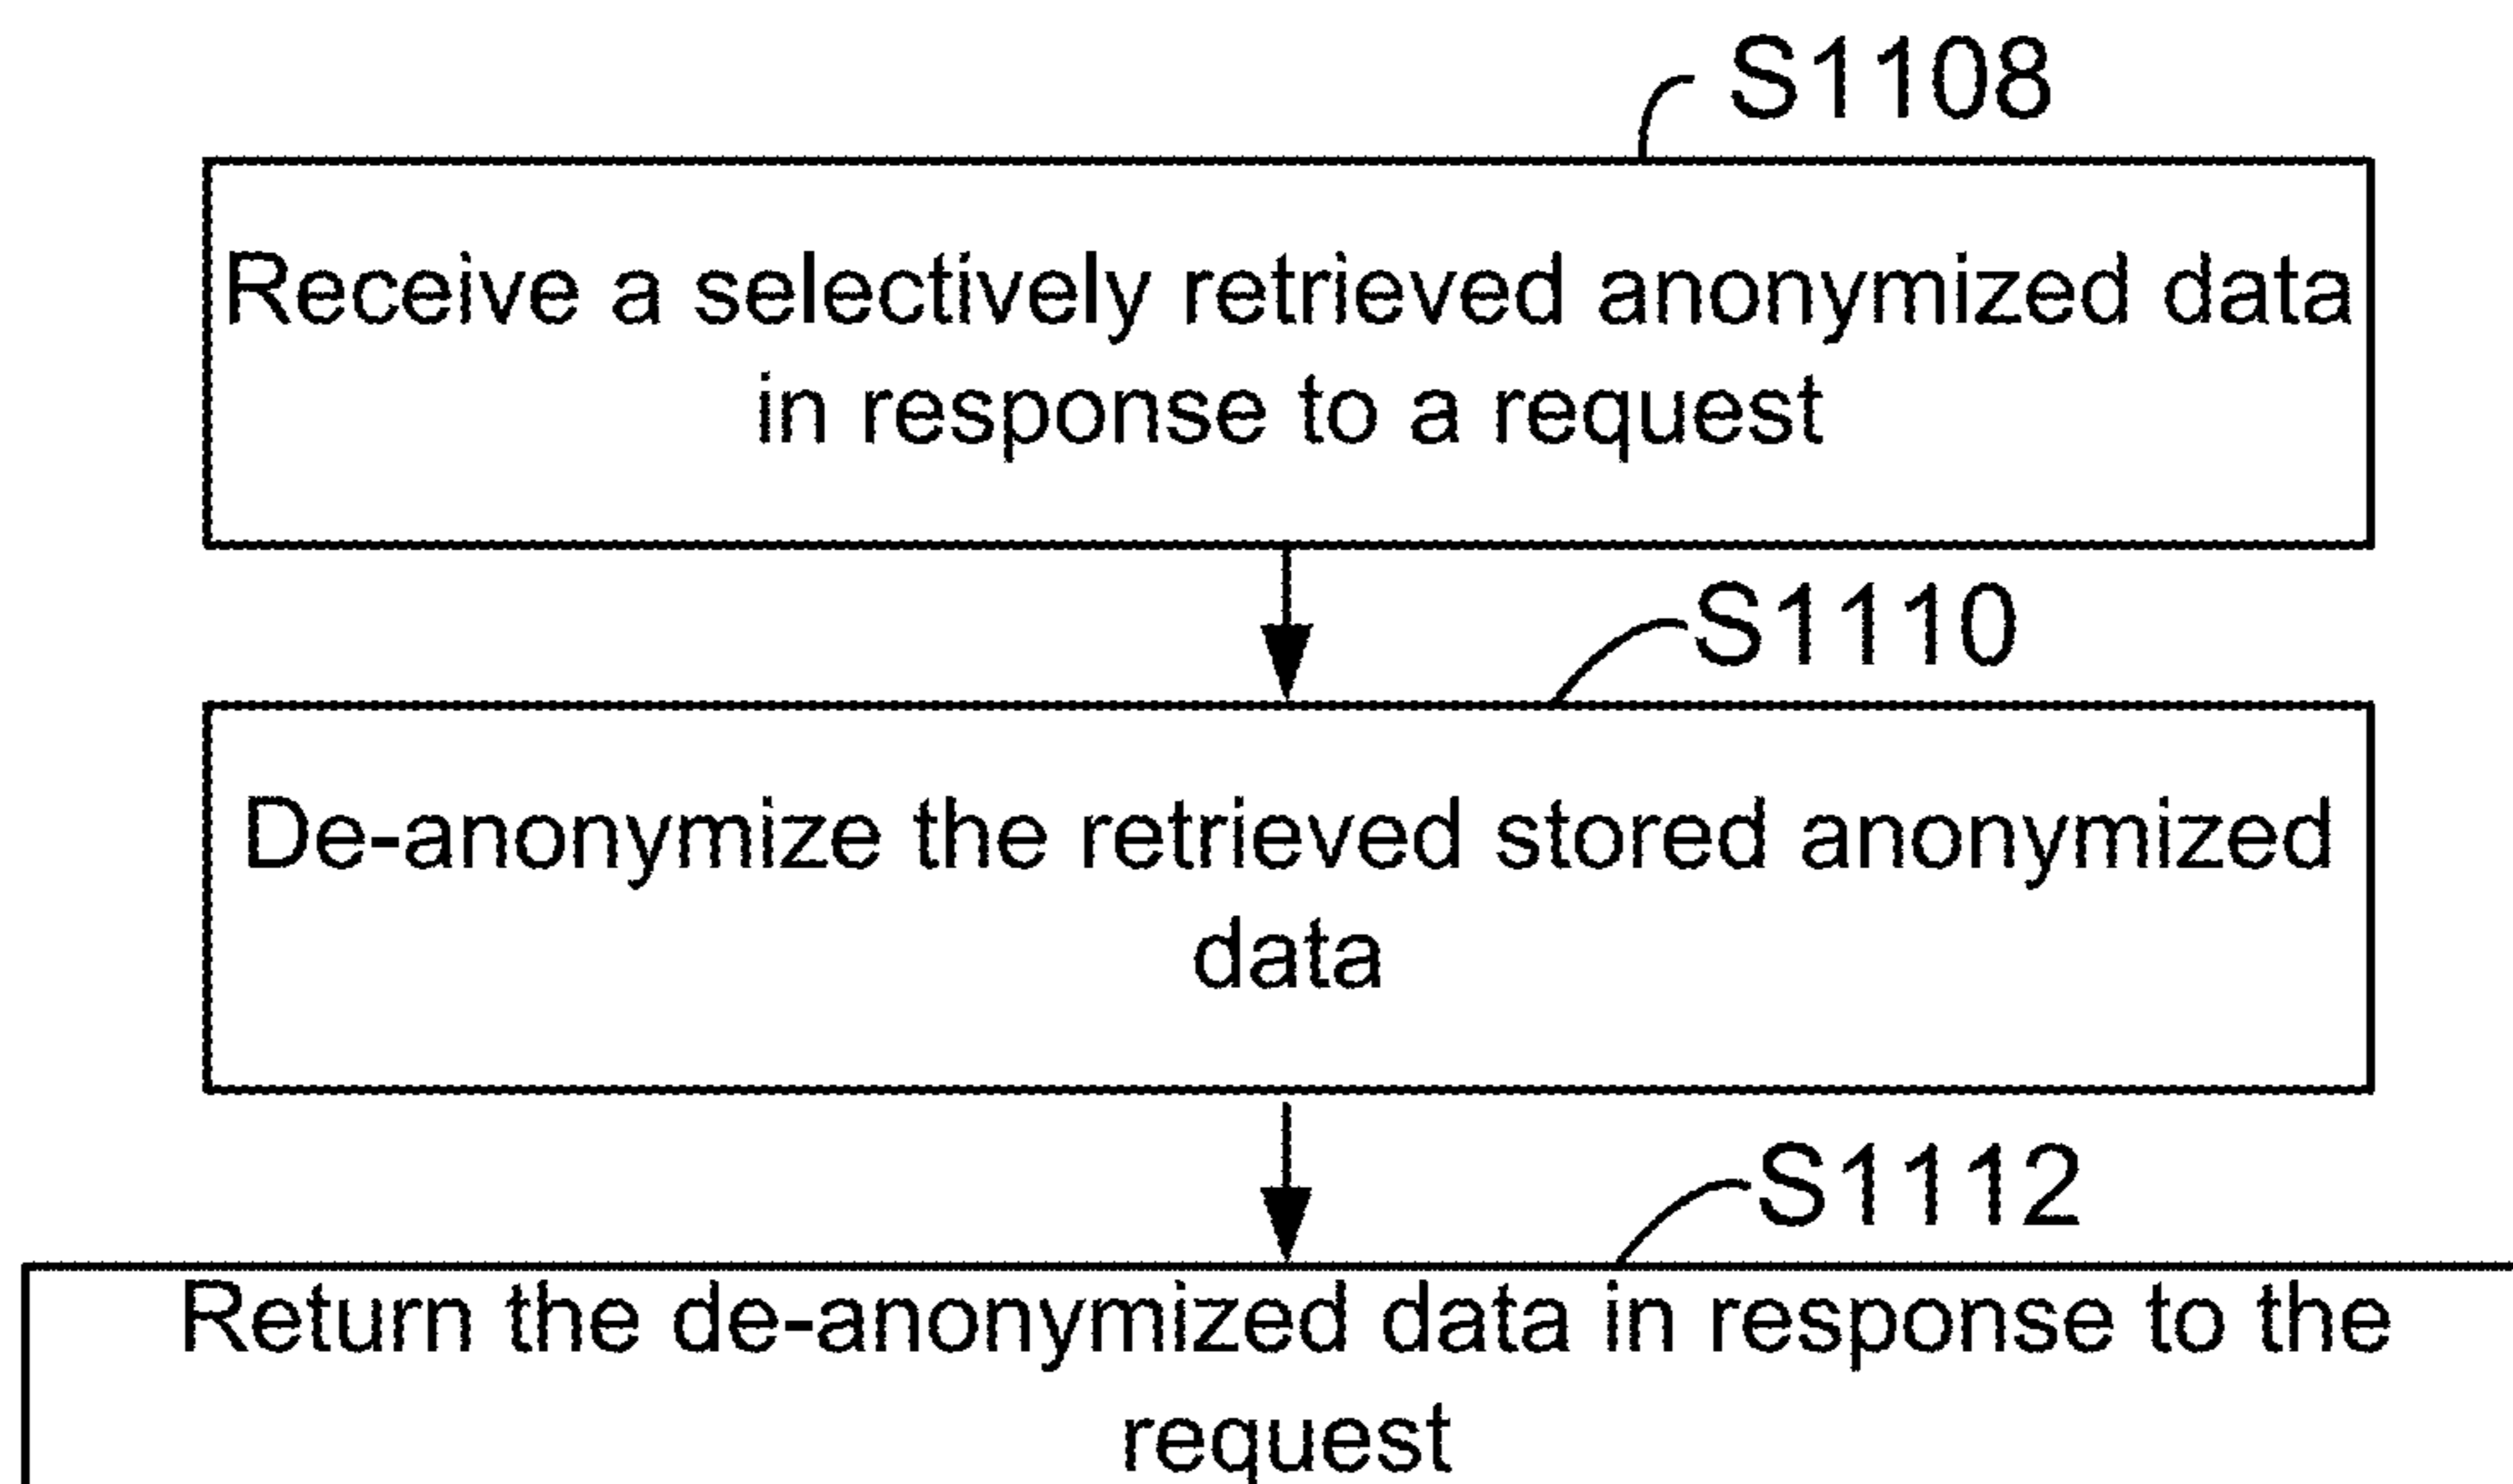 S1108
Receive a selectively retrieved anonymized data
in response to a request
S1110
De-anonymize the retrieved stored anonymized
data
S1112
Return the de-anonymized data in response to the
request